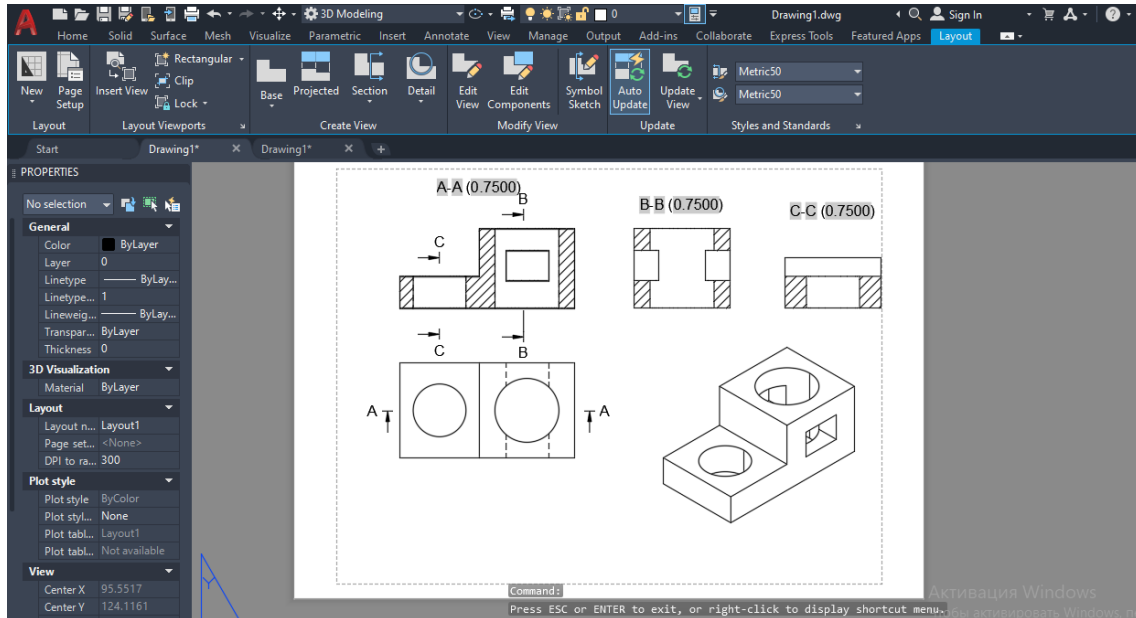 3D Modeling 0 Drawing1.dwg Sign In
Home Solid Surface Mesh Visualize Parametric Insert Annotate View Manage Output Add-ins Collaborate Express Tools Featured Apps Layout
New Page Setup Insert View Rectangular Clip Lock Base Projected Section Detail Edit View Edit Components Symbol Sketch Auto Update Update View Metric50 Metric50
Layout Layout Viewports Create View Modify View Update Styles and Standards
Start Drawing1* Drawing1*
PROPERTIES
No selection
General
Color ByLayer
Layer 0
Linetype ByLay...
Linetype... 1
Lineweig... ByLay...
Transpar... ByLayer
Thickness 0
3D Visualization
Material ByLayer
Layout
Layout n... Layout1
Page set... <None>
DPI to ra... 300
Plot style
Plot style ByColor
Plot styl... None
Plot tabl... Layout1
Plot tabl... Not available
View
Center X 95.5517
Center Y 124.1161
A-A (0.7500)
B
C
B-B (0.7500)
C-C (0.7500)
C
B
A
A
Y
Command:
Press ESC or ENTER to exit, or right-click to display shortcut menu.
Активация Windows
Чтобы активировать Windows, п